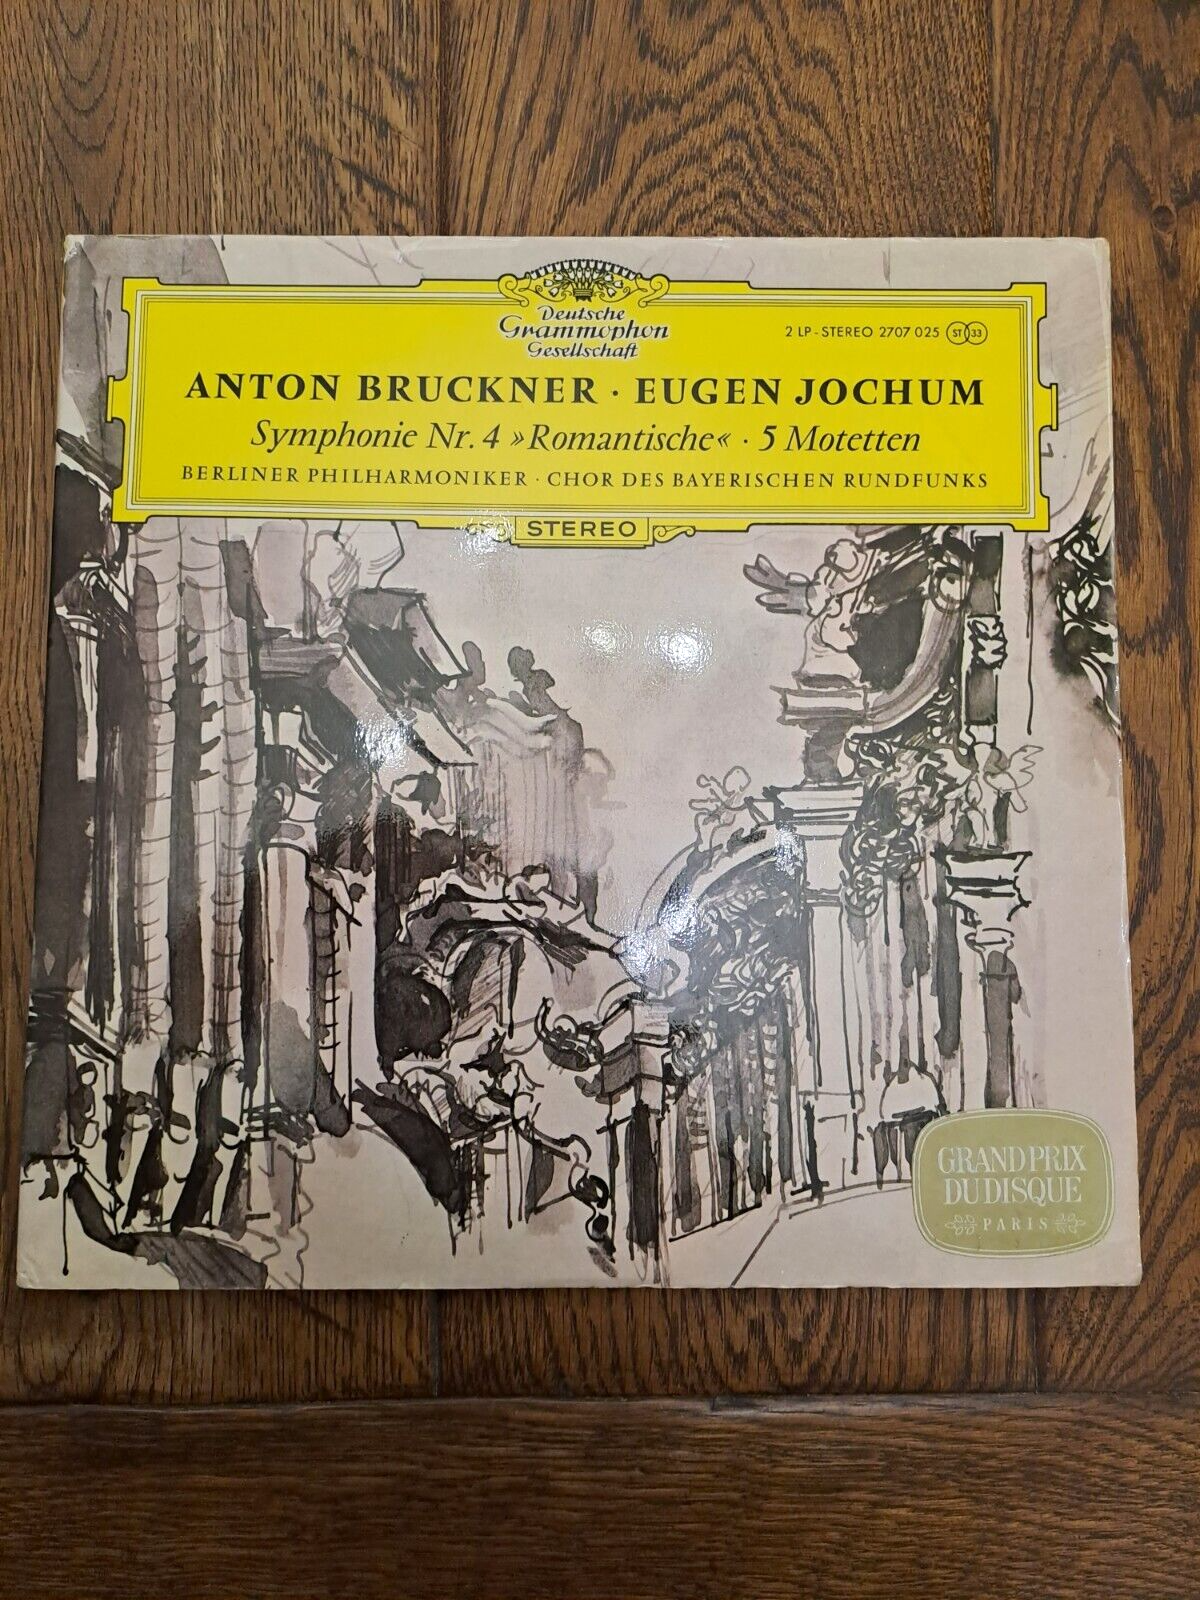 Deutsche
Grammophon
Gesellschaft
2 LP - STEREO 2707 025 ST 33
ANTON BRUCKNER · EUGEN JOCHUM
Symphonie Nr. 4 »Romantische« · 5 Motetten
BERLINER PHILHARMONIKER · CHOR DES BAYERISCHEN RUNDFUNKS
STEREO
GRAND PRIX
DU DISQUE
PARIS